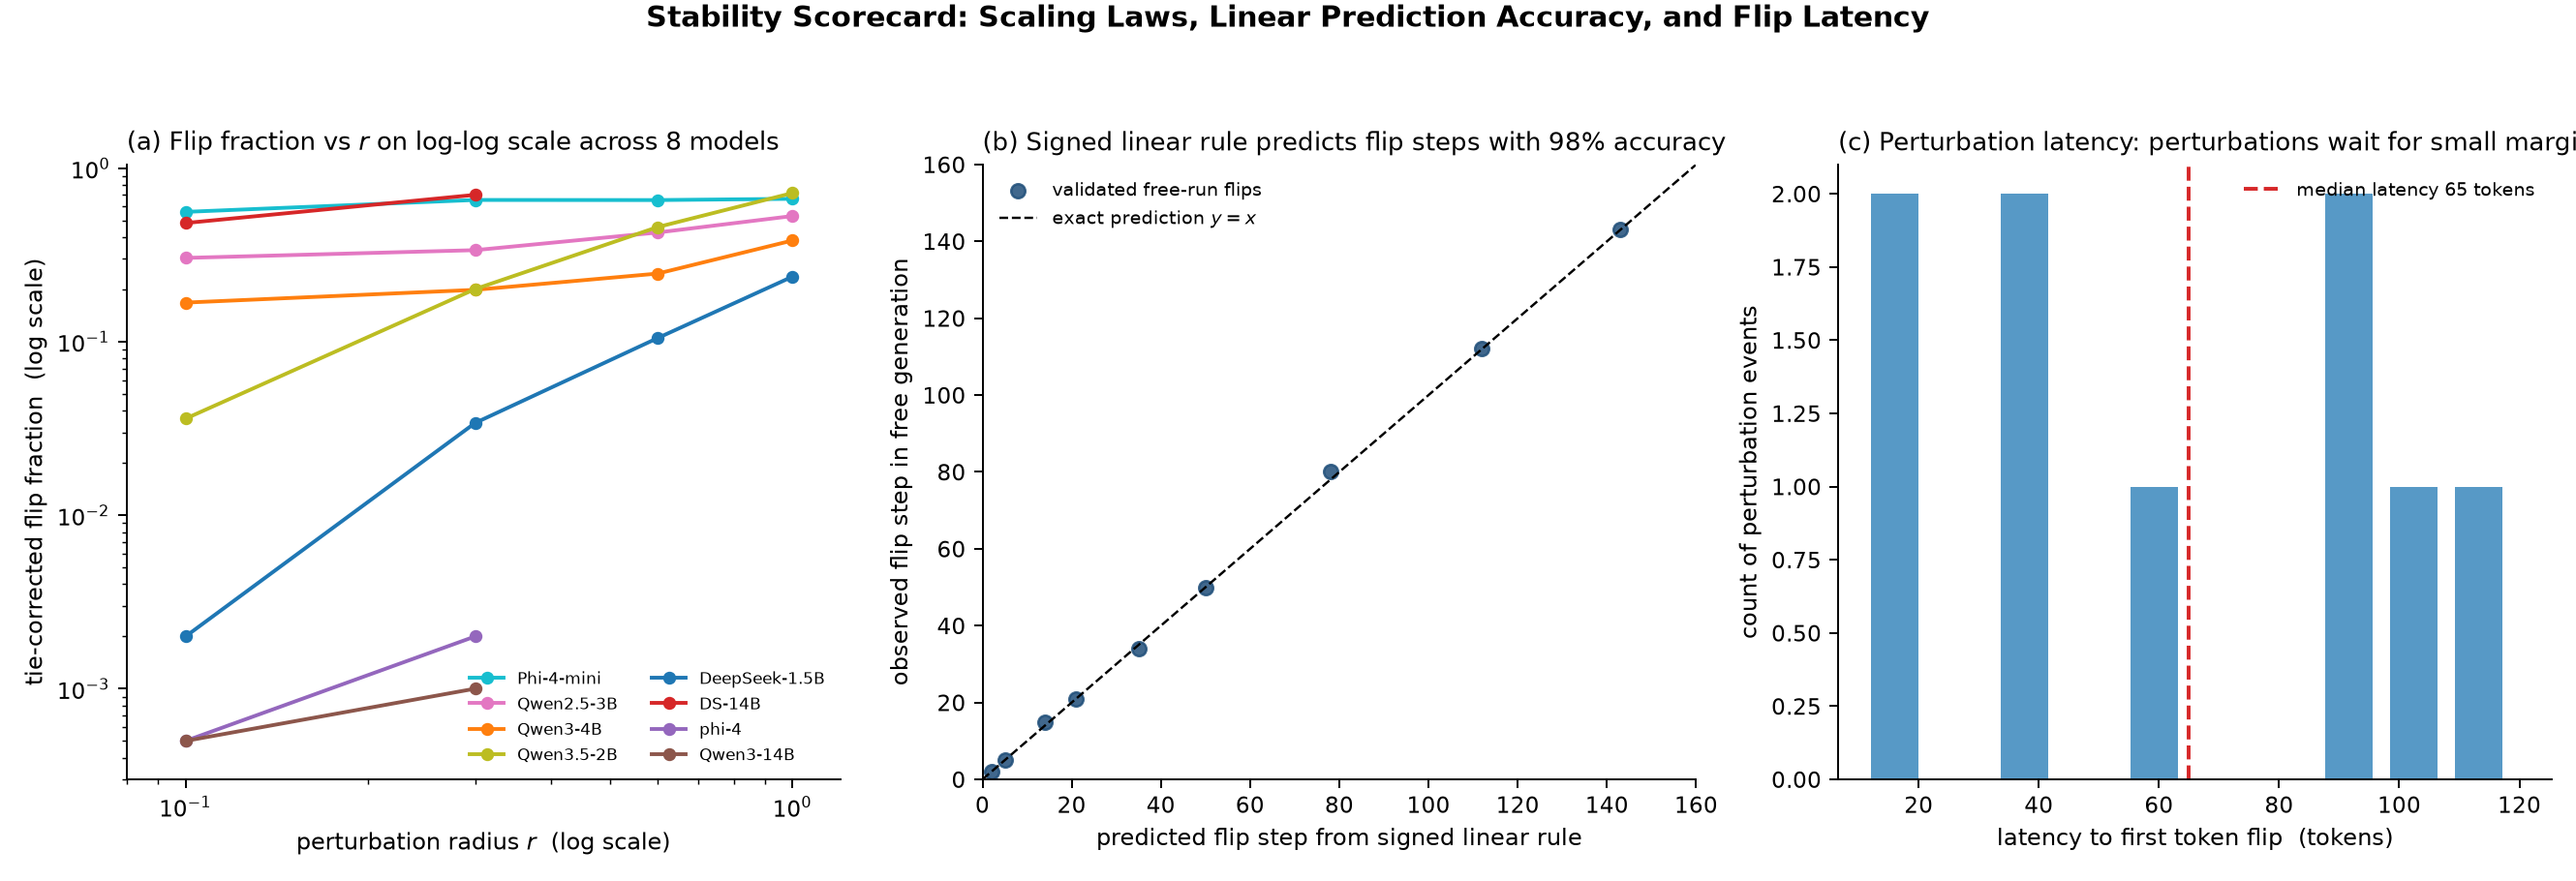 Stability Scorecard: Scaling Laws, Linear Prediction Accuracy, and Flip Latency
(a) Flip fraction vs r on log-log scale across 8 models
tie-corrected flip fraction (log scale)
10⁰
10⁻¹
10⁻²
10⁻³
10⁻¹
10⁰
perturbation radius r (log scale)
Phi-4-mini
Qwen2.5-3B
Qwen3-4B
Qwen3.5-2B
DeepSeek-1.5B
DS-14B
phi-4
Qwen3-14B
(b) Signed linear rule predicts flip steps with 98% accuracy
observed flip step in free generation
160
140
120
100
80
60
40
20
0
0 20 40 60 80 100 120 140 160
predicted flip step from signed linear rule
validated free-run flips
exact prediction y = x
(c) Perturbation latency: perturbations wait for small margi
count of perturbation events
2.00
1.75
1.50
1.25
1.00
0.75
0.50
0.25
0.00
20 40 60 80 100 120
latency to first token flip (tokens)
median latency 65 tokens